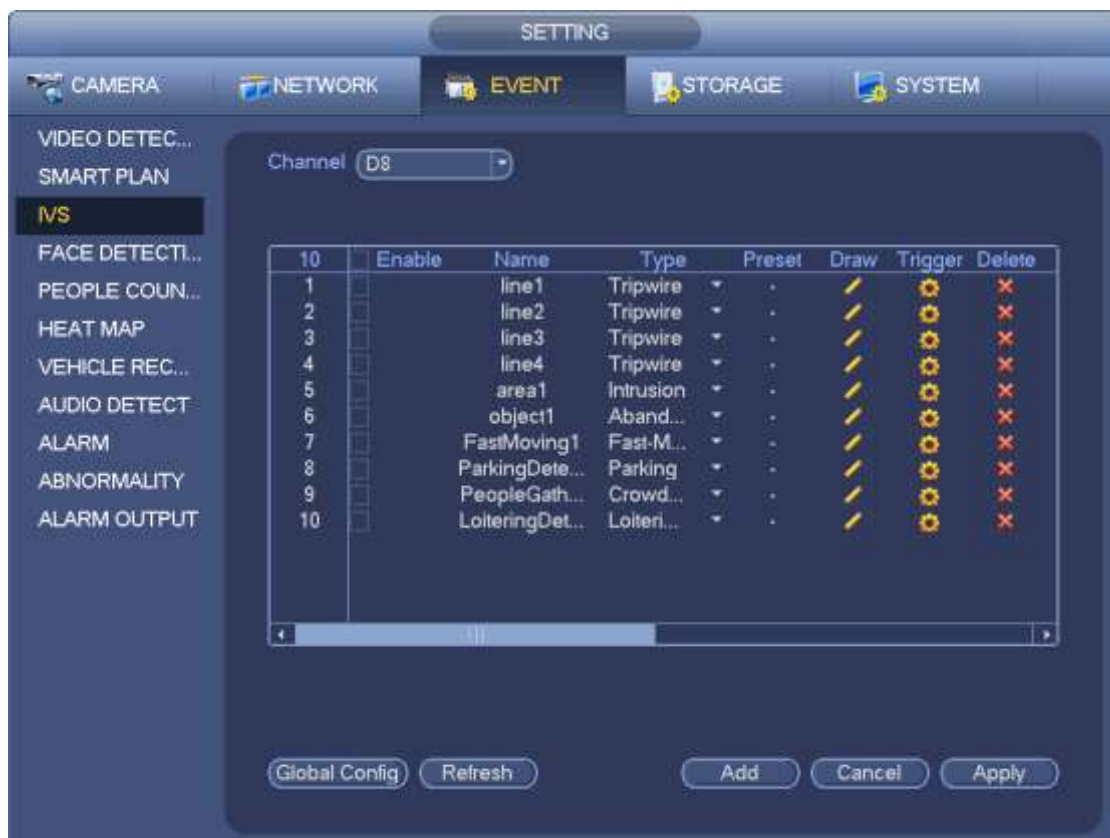 SETTING
CAMERA NETWORK EVENT STORAGE SYSTEM
VIDEO DETEC...
SMART PLAN
IVS
FACE DETECTI...
PEOPLE COUN...
HEAT MAP
VEHICLE REC...
AUDIO DETECT
ALARM
ABNORMALITY
ALARM OUTPUT
Channel D8
10 Enable Name Type Preset Draw Trigger Delete
1 line1 Tripwire -
2 line2 Tripwire -
3 line3 Tripwire -
4 line4 Tripwire -
5 area1 Intrusion -
6 object1 Aband... -
7 FastMoving1 Fast-M... -
8 ParkingDete... Parking -
9 PeopleGath... Crowd... -
10 LoiteringDet... Loiteri... -
Global Config Refresh Add Cancel Apply